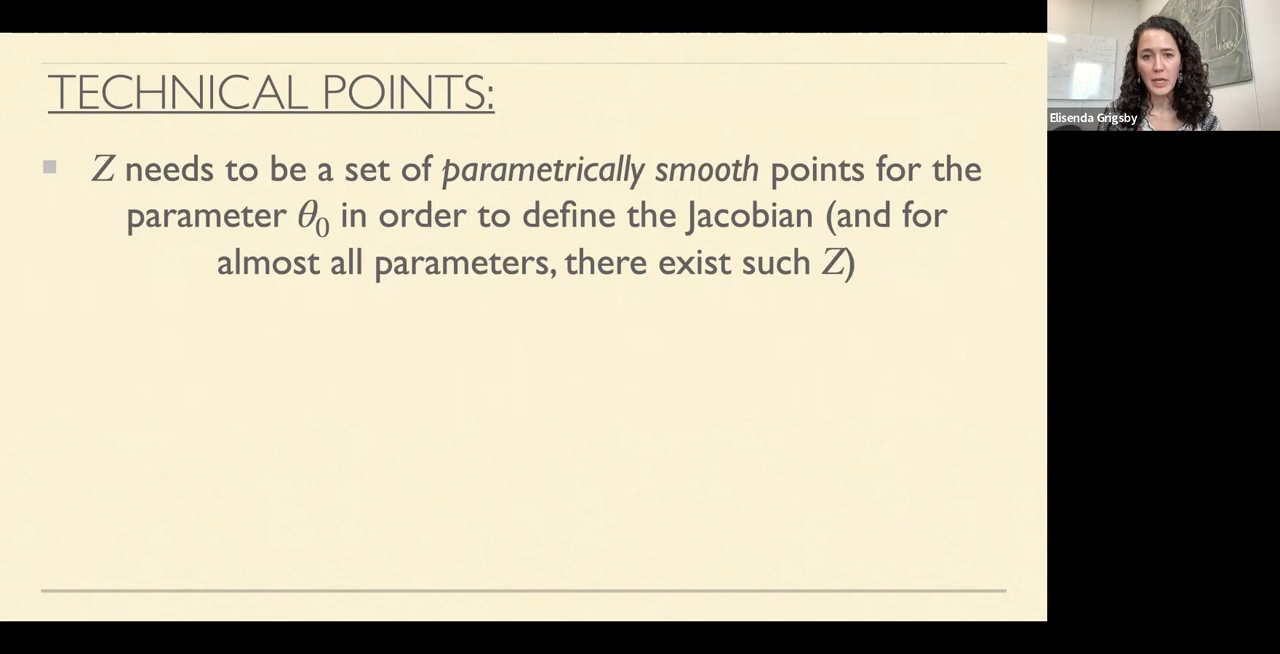 TECHNICAL POINTS:
Z needs to be a set of parametrically smooth points for the
parameter θ₀ in order to define the Jacobian (and for
almost all parameters, there exist such Z)
Elisenda Grigsby